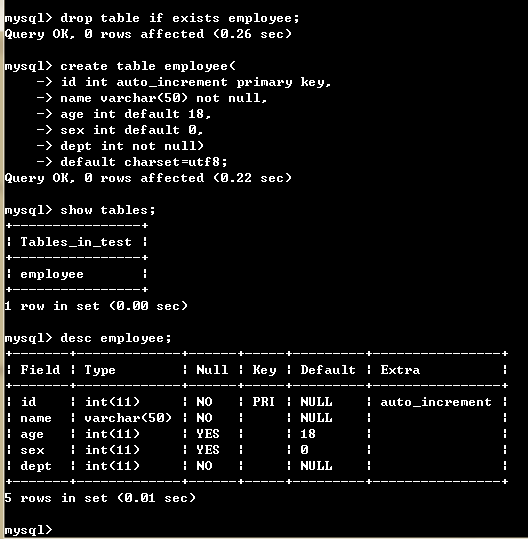 mysql> drop table if exists employee;
Query OK, 0 rows affected (0.26 sec)
mysql> create table employee(
    -> id int auto_increment primary key,
    -> name varchar(50) not null,
    -> age int default 18,
    -> sex int default 0,
    -> dept int not null)
    -> default charset=utf8;
Query OK, 0 rows affected (0.22 sec)
mysql> show tables;
+----------------+
| Tables_in_test |
+----------------+
| employee       |
+----------------+
1 row in set (0.00 sec)
mysql> desc employee;
+-------+-------------+------+-----+---------+----------------+
| Field | Type        | Null | Key | Default | Extra          |
+-------+-------------+------+-----+---------+----------------+
| id    | int(11)     | NO   | PRI | NULL    | auto_increment |
| name  | varchar(50) | NO   |     | NULL    |                |
| age   | int(11)     | YES  |     | 18      |                |
| sex   | int(11)     | YES  |     | 0       |                |
| dept  | int(11)     | NO   |     | NULL    |                |
+-------+-------------+------+-----+---------+----------------+
5 rows in set (0.01 sec)
mysql>